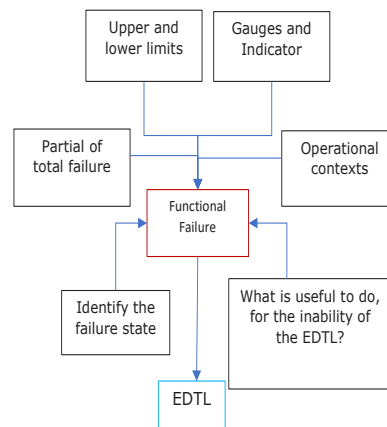 Upper and
lower limits
Gauges and
Indicator
Partial of
total failure
Operational
contexts
Functional
Failure
Identify the
failure state
What is useful to do,
for the inability of
the EDTL?
EDTL